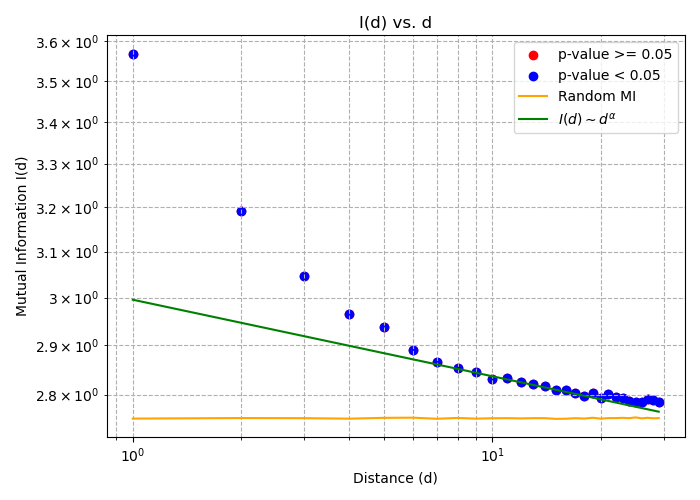 I(d) vs. d
p-value >= 0.05
p-value < 0.05
Random MI
I(d) ~ d^α
3.6 × 10⁰
3.5 × 10⁰
3.4 × 10⁰
3.3 × 10⁰
3.2 × 10⁰
3.1 × 10⁰
3 × 10⁰
2.9 × 10⁰
2.8 × 10⁰
Mutual Information I(d)
10⁰
10¹
Distance (d)